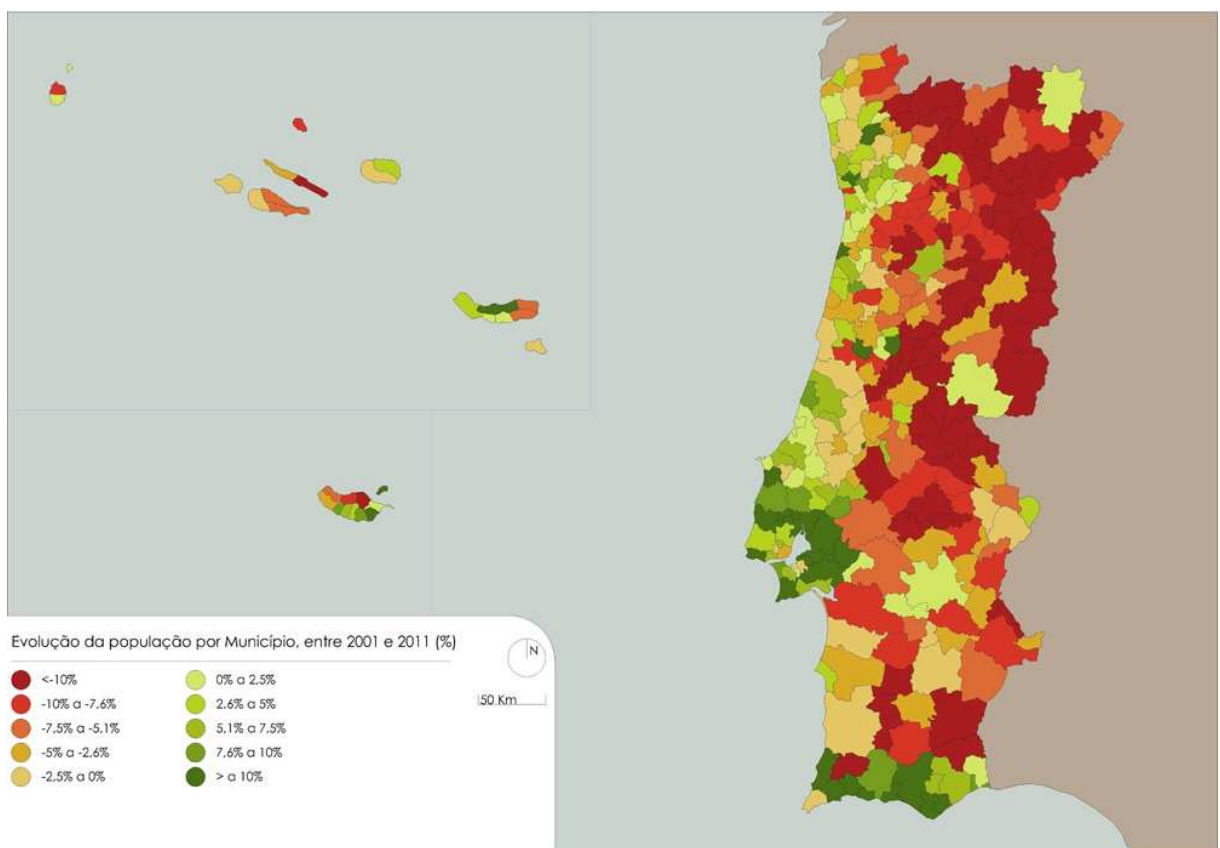 Evolução da população por Município, entre 2001 e 2011 (%)
N
50 Km
<-10%
-10% a -7.6%
-7.5% a -5,1%
-5% a -2.6%
-2,5% a 0%
0% a 2.5%
2.6% a 5%
5,1% a 7.5%
7,6% a 10%
> a 10%